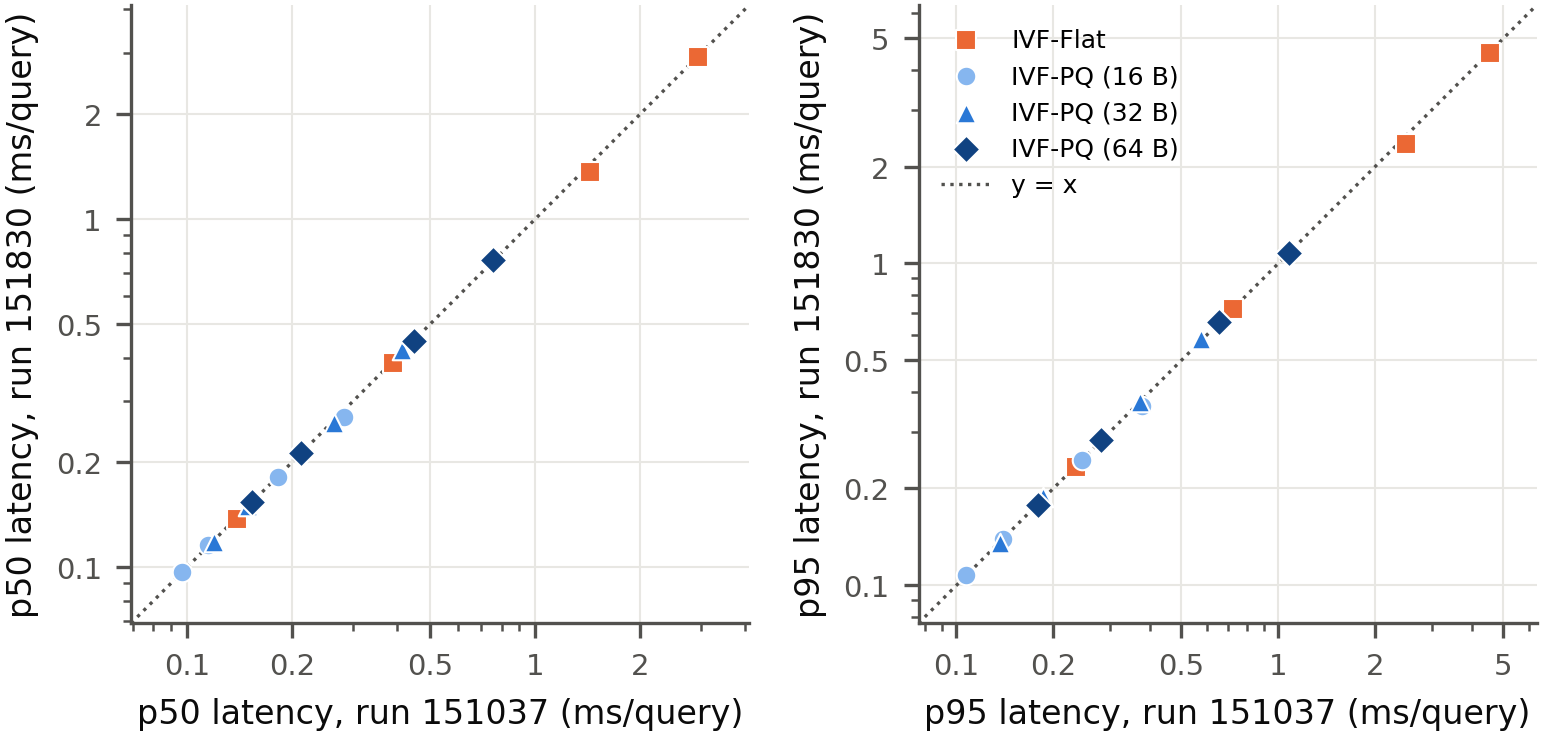 p50 latency, run 151830 (ms/query)
2
1
0.5
0.2
0.1
0.1 0.2 0.5 1 2
p50 latency, run 151037 (ms/query)
p95 latency, run 151830 (ms/query)
5
2
1
0.5
0.2
0.1
IVF-Flat
IVF-PQ (16 B)
IVF-PQ (32 B)
IVF-PQ (64 B)
y = x
0.1 0.2 0.5 1 2 5
p95 latency, run 151037 (ms/query)